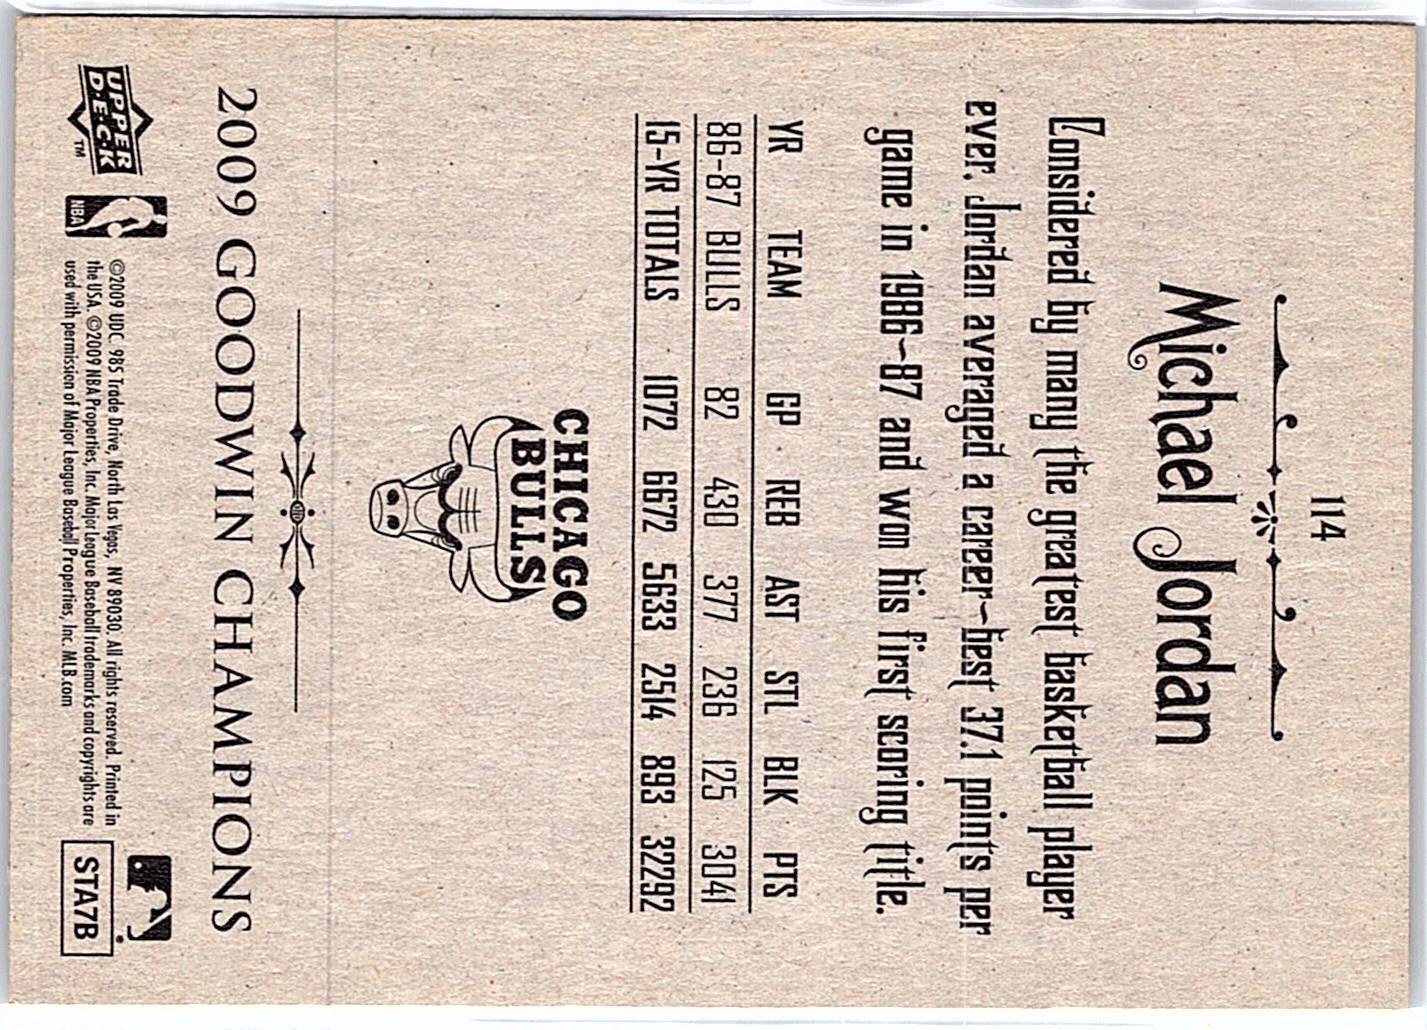 114
Michael Jordan
Considered by many the greatest basketball player
ever, Jordan averaged a career-best 37.1 points per
game in 1986-87 and won his first scoring title.
YR TEAM GP REB AST STL BLK PTS
86-87 BULLS 82 430 377 236 125 3041
15-YR TOTALS 1072 6672 5633 2514 893 32292
CHICAGO
BULLS
2009 GOODWIN CHAMPIONS
UPPER
D.E.C.K
TM
NBA
©2009 UDC. 985 Trade Drive, North Las Vegas, NV 89030. All rights reserved. Printed in
the USA. ©2009 NBA Properties, Inc. Major League Baseball trademarks and copyrights are
used with permission of Major League Baseball Properties, Inc. MLB.com
STA7B